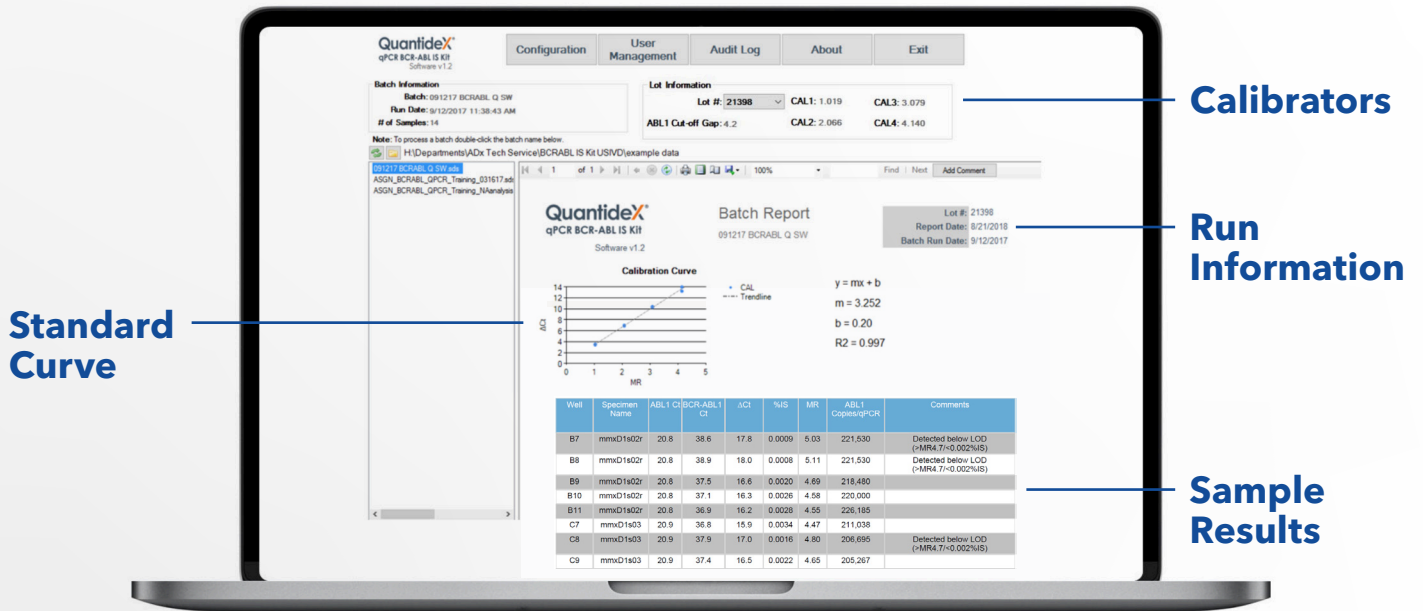 QuantideX®
qPCR BCR-ABL IS Kit
Software v1.2
Configuration
User
Management
Audit Log
About
Exit
Batch Information
Batch: 091217 BCRABL Q SW
Run Date: 9/12/2017 11:38:43 AM
# of Samples: 14
Lot Information
Lot #: 21398 CAL1: 1.019 CAL3: 3.079
ABL1 Cut-off Gap: 4.2 CAL2: 2.066 CAL4: 4.140
Note: To process a batch double-click the batch name below.
H:\Departments\ADx Tech Service\BCRABL IS Kit USIVD\example data
091217 BCRABL Q SW.sds
ASGN_BCRABL_QPCR_Training_031617.sds
ASGN_BCRABL_QPCR_Training_NAanalysis
1 of 1 100% Find | Next Add Comment
QuantideX®
qPCR BCR-ABL IS Kit
Software v1.2
Batch Report
091217 BCRABL Q SW
Lot #: 21398
Report Date: 8/21/2018
Batch Run Date: 9/12/2017
Calibration Curve
14
12
10
8
6
4
2
0
ΔCt
0 1 2 3 4 5
MR
CAL
Trendline
y = mx + b
m = 3.252
b = 0.20
R2 = 0.997
Well Specimen Name ABL1 Ct BCR-ABL1 Ct ΔCt %IS MR ABL1 Copies/qPCR Comments
B7 mmxD1s02r 20.8 38.6 17.8 0.0009 5.03 221,530 Detected below LOD (>MR4.7/<0.002%IS)
B8 mmxD1s02r 20.8 38.9 18.0 0.0008 5.11 221,530 Detected below LOD (>MR4.7/<0.002%IS)
B9 mmxD1s02r 20.8 37.5 16.6 0.0020 4.69 218,480
B10 mmxD1s02r 20.8 37.1 16.3 0.0026 4.58 220,000
B11 mmxD1s02r 20.8 36.9 16.2 0.0028 4.55 226,185
C7 mmxD1s03 20.9 36.8 15.9 0.0034 4.47 211,038
C8 mmxD1s03 20.9 37.9 17.0 0.0016 4.80 206,695 Detected below LOD (>MR4.7/<0.002%IS)
C9 mmxD1s03 20.9 37.4 16.5 0.0022 4.65 205,267
Calibrators
Run
Information
Standard
Curve
Sample
Results